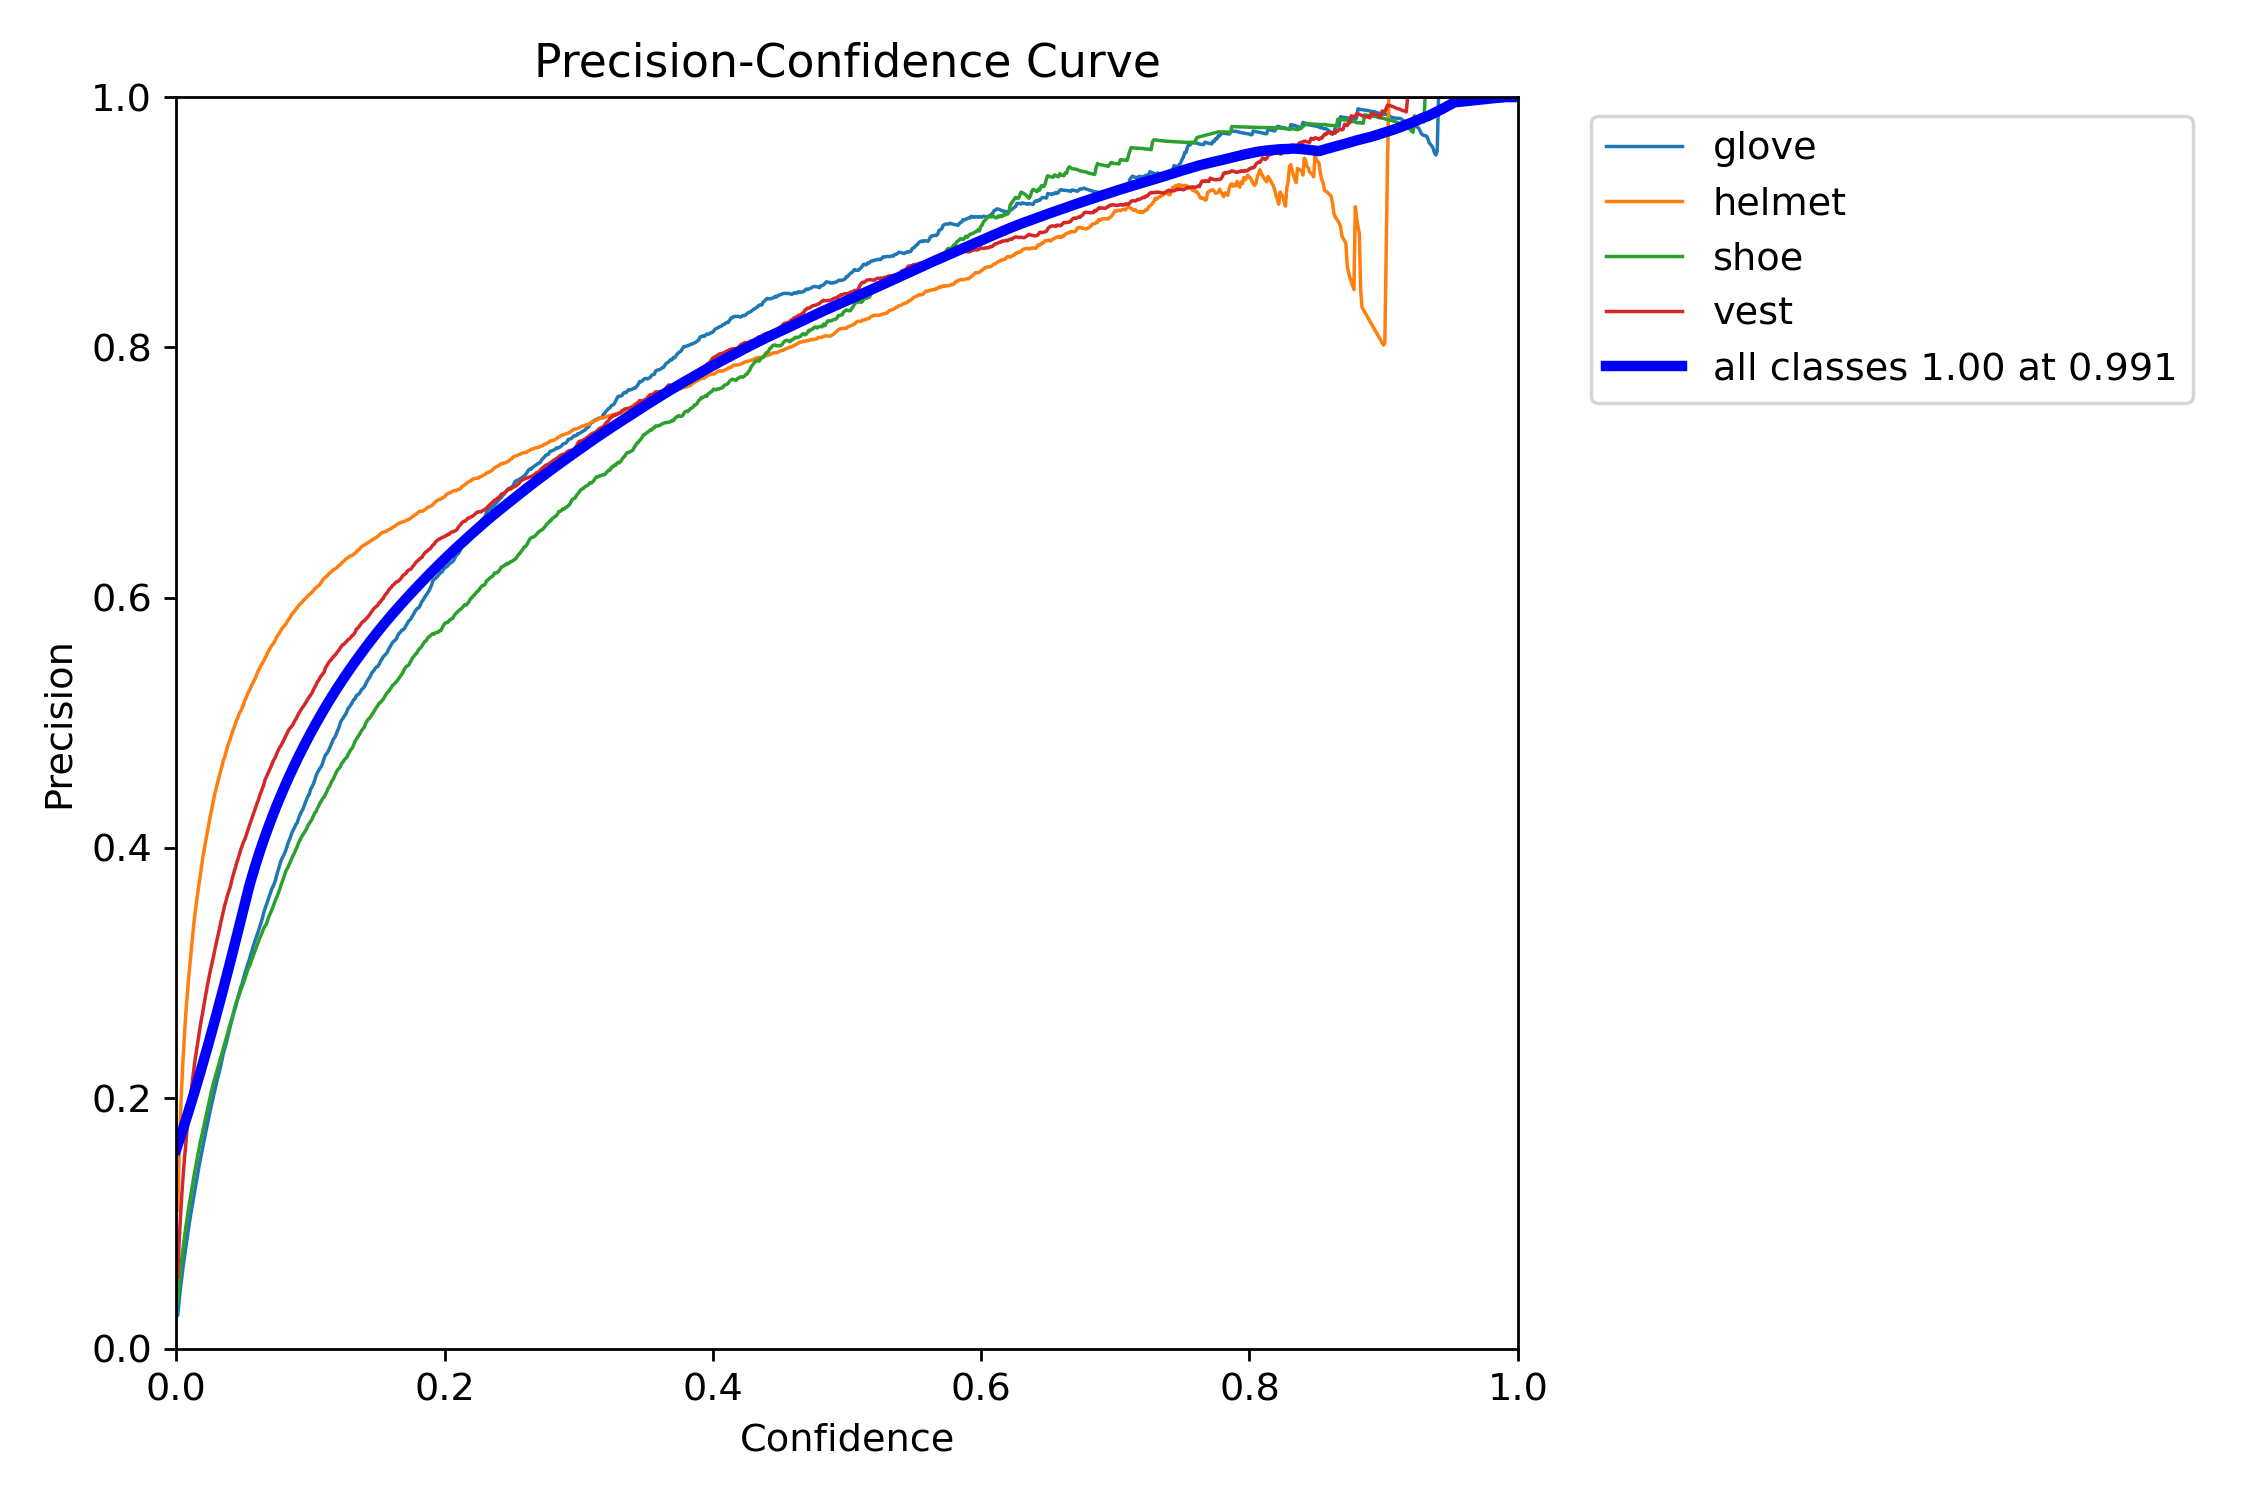 Precision-Confidence Curve
1.0
0.8
0.6
0.4
0.2
0.0
Precision
0.0 0.2 0.4 0.6 0.8 1.0
Confidence
glove
helmet
shoe
vest
all classes 1.00 at 0.991